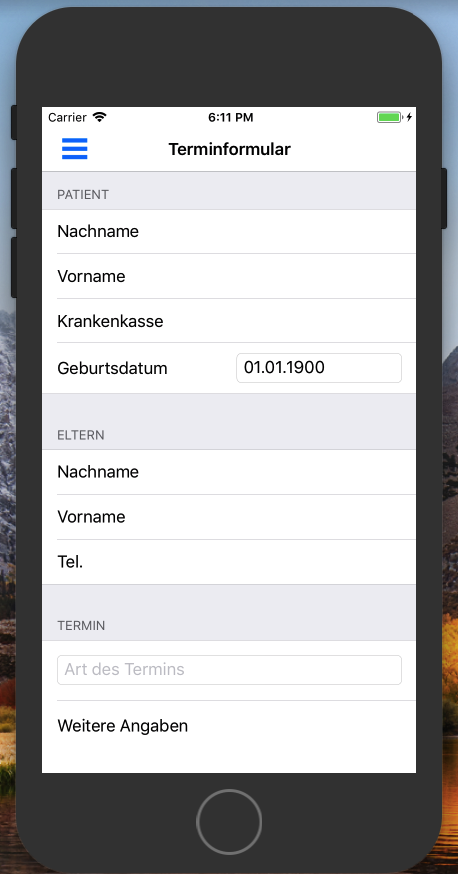 Carrier 6:11 PM
Terminformular
PATIENT
Nachname
Vorname
Krankenkasse
Geburtsdatum 01.01.1900
ELTERN
Nachname
Vorname
Tel.
TERMIN
Art des Termins
Weitere Angaben